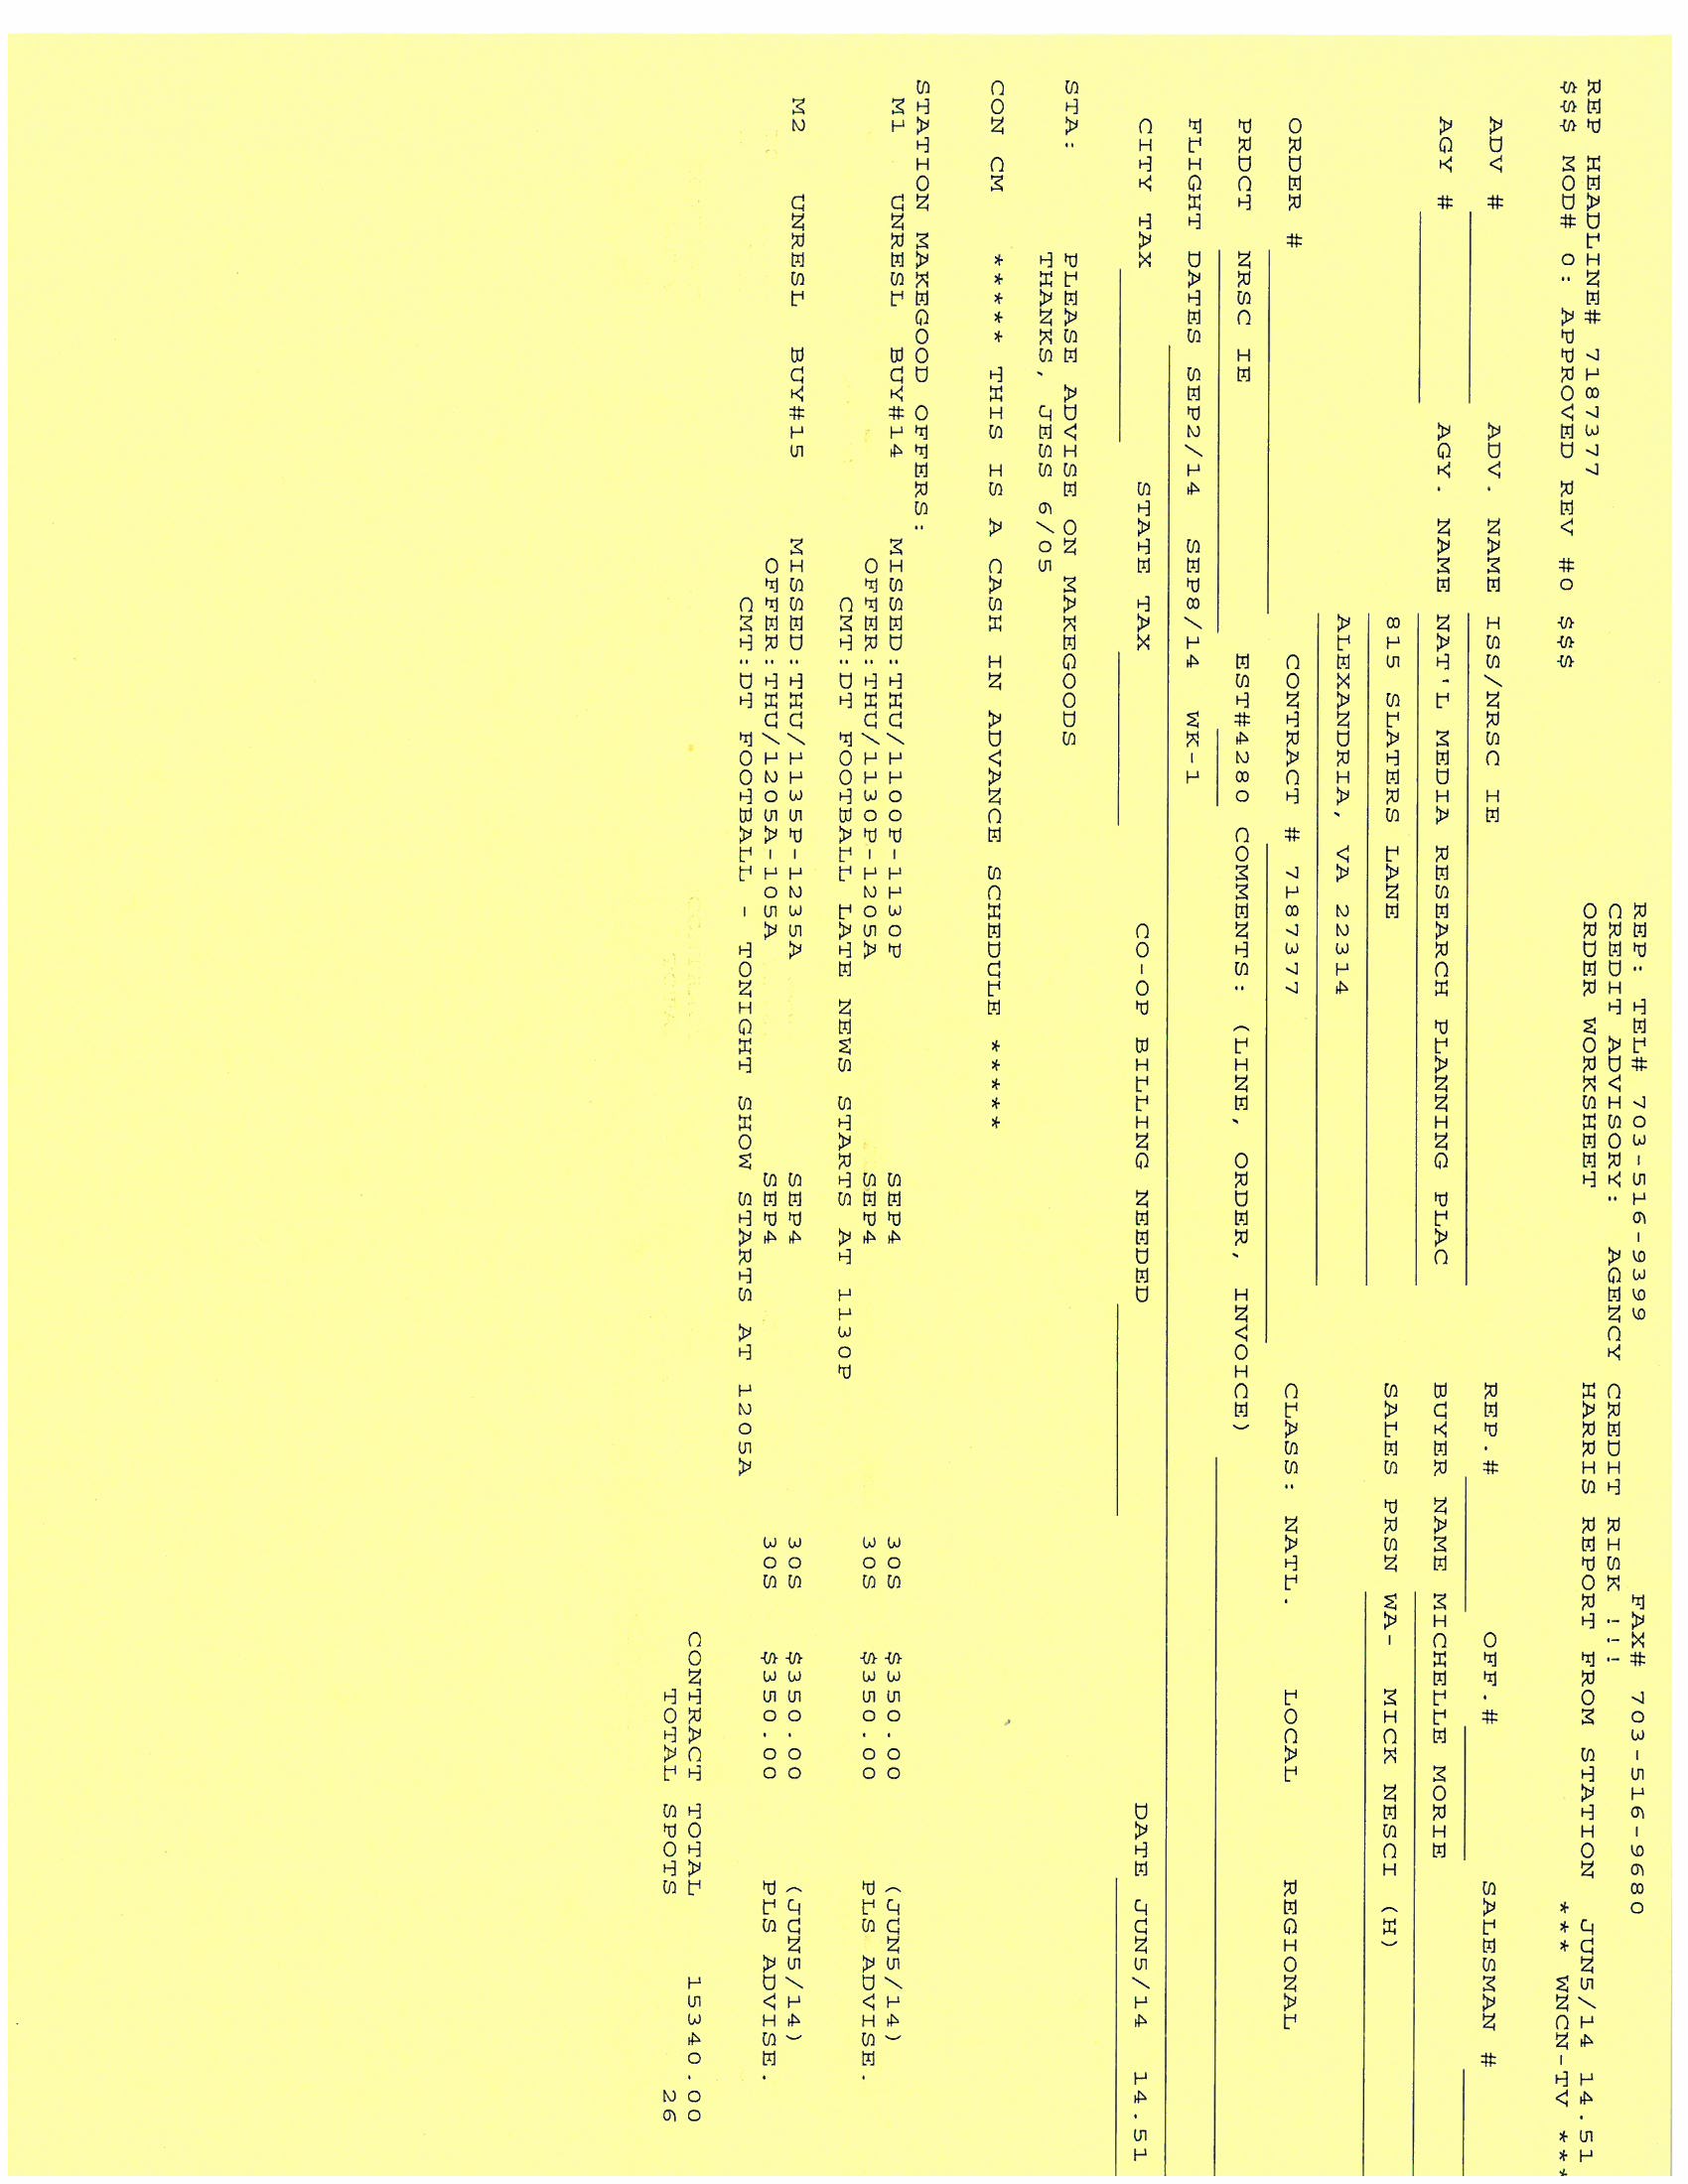 REP: TEL# 703-516-9399 FAX# 703-516-9680
CREDIT ADVISORY: AGENCY CREDIT RISK !!!
REP HEADLINE# 7187377 ORDER WORKSHEET HARRIS REPORT FROM STATION JUN5/14 14.51
$$$ MOD# 0: APPROVED REV #0 $$$ *** WNCN-TV ***
ADV # ADV. NAME ISS/NRSC IE REP.# OFF.# SALESMAN #
AGY # AGY. NAME NAT'L MEDIA RESEARCH PLANNING PLAC BUYER NAME MICHELLE MORIE
815 SLATERS LANE SALES PRSN WA- MICK NESCI (H)
ALEXANDRIA, VA 22314
ORDER # CONTRACT # 7187377 CLASS: NATL. LOCAL REGIONAL
PRDCT NRSC IE EST#4280 COMMENTS: (LINE, ORDER, INVOICE)
FLIGHT DATES SEP2/14 SEP8/14 WK-1
CITY TAX STATE TAX CO-OP BILLING NEEDED DATE JUN5/14 14.51
STA: PLEASE ADVISE ON MAKEGOODS
THANKS, JESS 6/05
CON CM ***** THIS IS A CASH IN ADVANCE SCHEDULE *****
STATION MAKEGOOD OFFERS:
M1 UNRESL BUY#14 MISSED:THU/1100P-1130P SEP4 30S $350.00 (JUN5/14)
OFFER:THU/1130P-1205A SEP4 30S $350.00 PLS ADVISE.
CMT:DT FOOTBALL LATE NEWS STARTS AT 1130P
M2 UNRESL BUY#15 MISSED:THU/1135P-1235A SEP4 30S $350.00 (JUN5/14)
OFFER:THU/1205A-105A SEP4 30S $350.00 PLS ADVISE.
CMT:DT FOOTBALL - TONIGHT SHOW STARTS AT 1205A
CONTRACT TOTAL 15340.00
TOTAL SPOTS 26